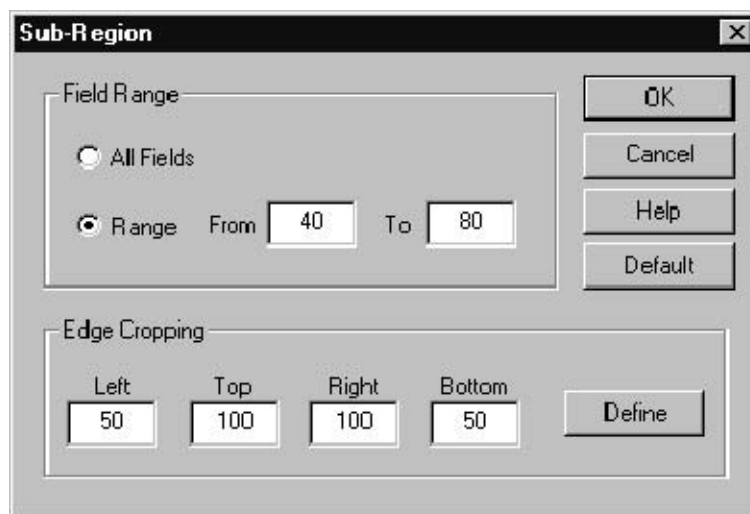 Sub-Region
Field Range
All Fields
Range From 40 To 80
OK
Cancel
Help
Default
Edge Cropping
Left Top Right Bottom
50 100 100 50
Define